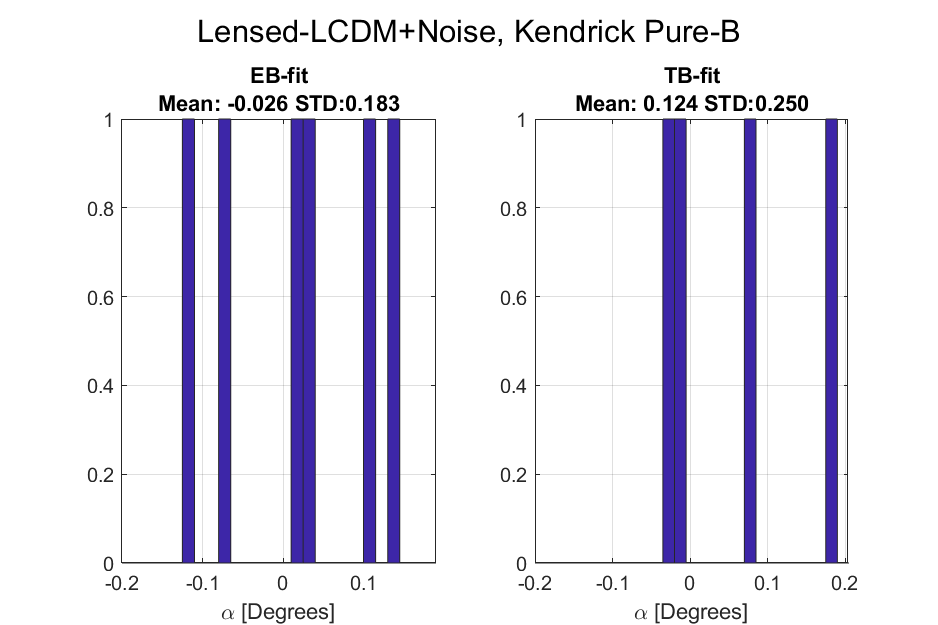 Lensed-LCDM+Noise, Kendrick Pure-B
EB-fit
Mean: -0.026 STD:0.183
1
0.8
0.6
0.4
0.2
0
-0.2 -0.1 0 0.1
α [Degrees]
TB-fit
Mean: 0.124 STD:0.250
1
0.8
0.6
0.4
0.2
0
-0.2 -0.1 0 0.1 0.2
α [Degrees]